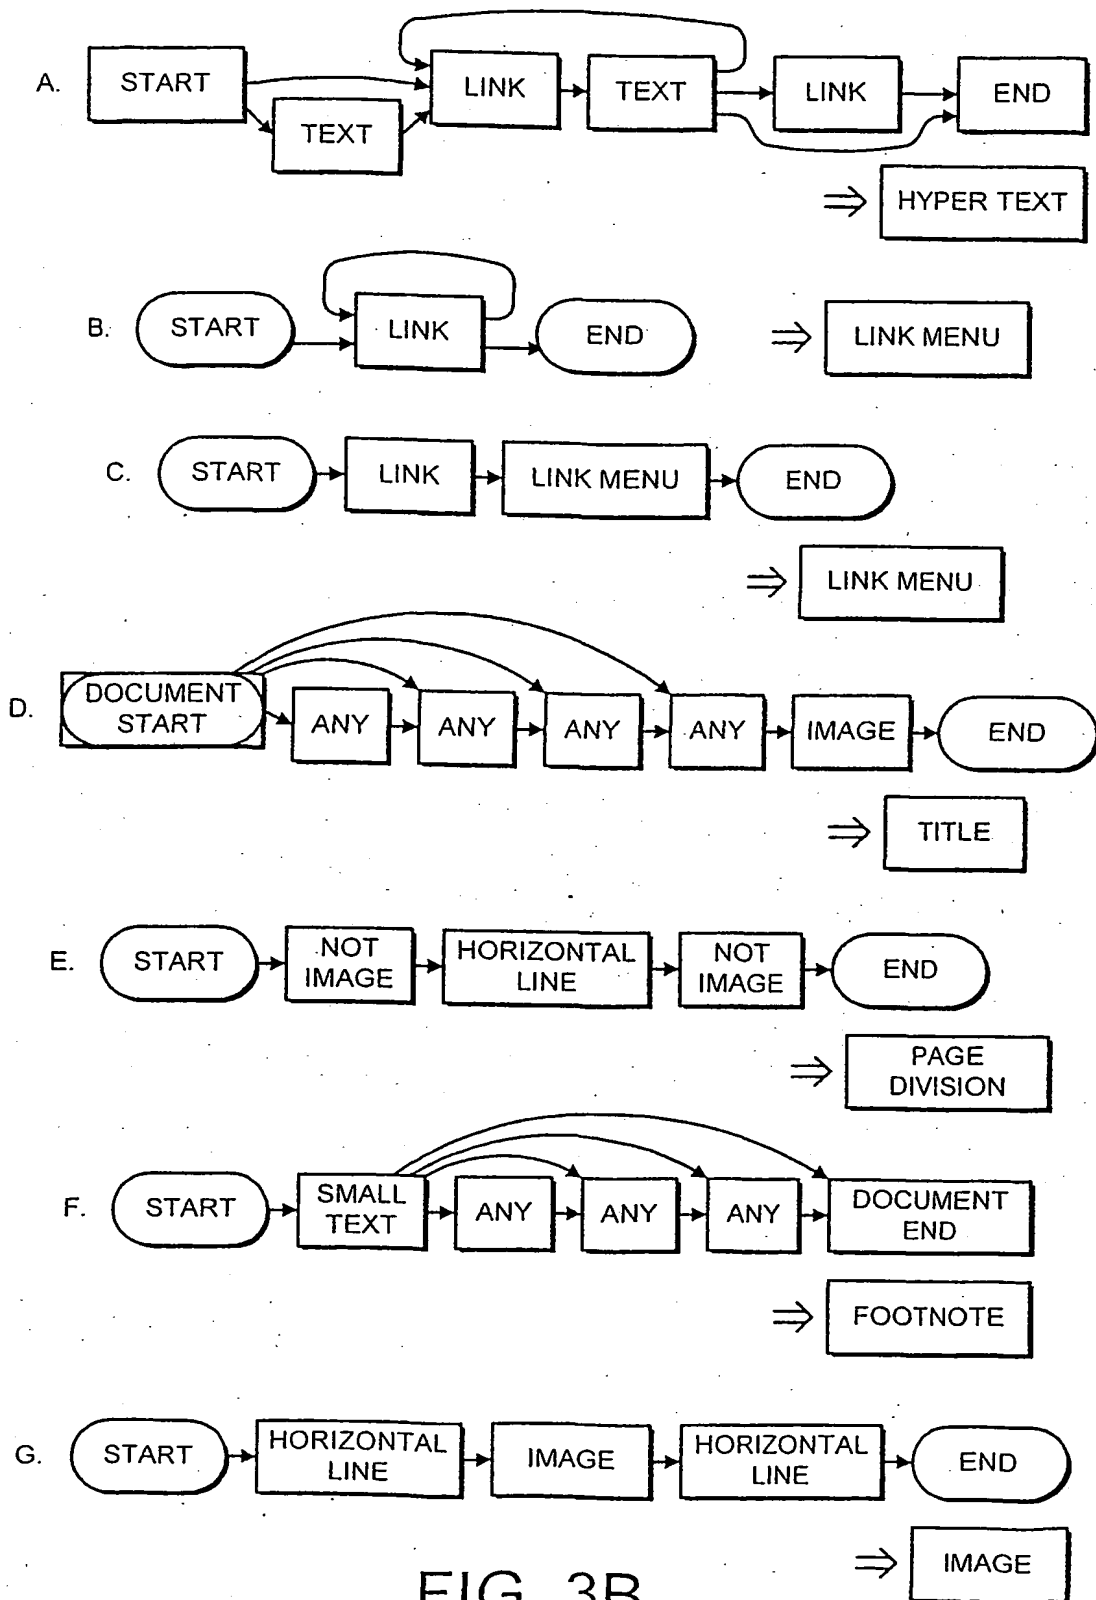 A. START TEXT LINK TEXT LINK END
HYPER TEXT
B. START LINK END LINK MENU
C. START LINK LINK MENU END
LINK MENU
D. DOCUMENT START ANY ANY ANY ANY IMAGE END
TITLE
E. START NOT IMAGE HORIZONTAL LINE NOT IMAGE END
PAGE DIVISION
F. START SMALL TEXT ANY ANY ANY DOCUMENT END
FOOTNOTE
G. START HORIZONTAL LINE IMAGE HORIZONTAL LINE END
IMAGE
FIG. 3B